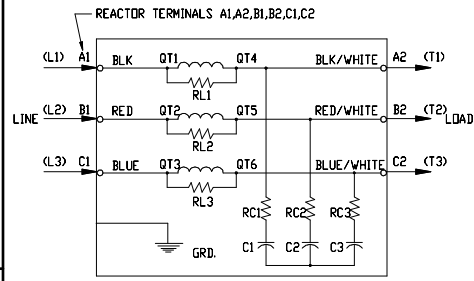 REACTOR TERMINALS A1,A2,B1,B2,C1,C2
(L1) A1 BLK QT1 QT4 BLK/WHITE A2 (T1)
RL1
LINE (L2) B1 RED QT2 QT5 RED/WHITE B2 (T2) LOAD
RL2
(L3) C1 BLUE QT3 QT6 BLUE/WHITE C2 (T3)
RL3
RC1 RC2 RC3
GRD. C1 C2 C3